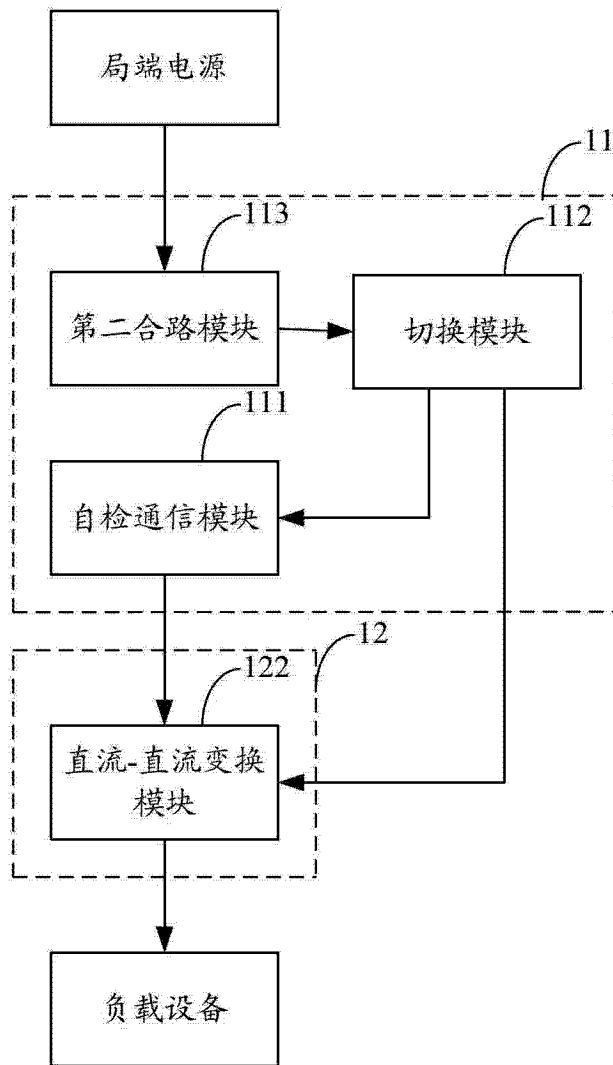 局端电源
11
113
112
第二合路模块
切换模块
111
自检通信模块
12
122
直流-直流变换
模块
负载设备